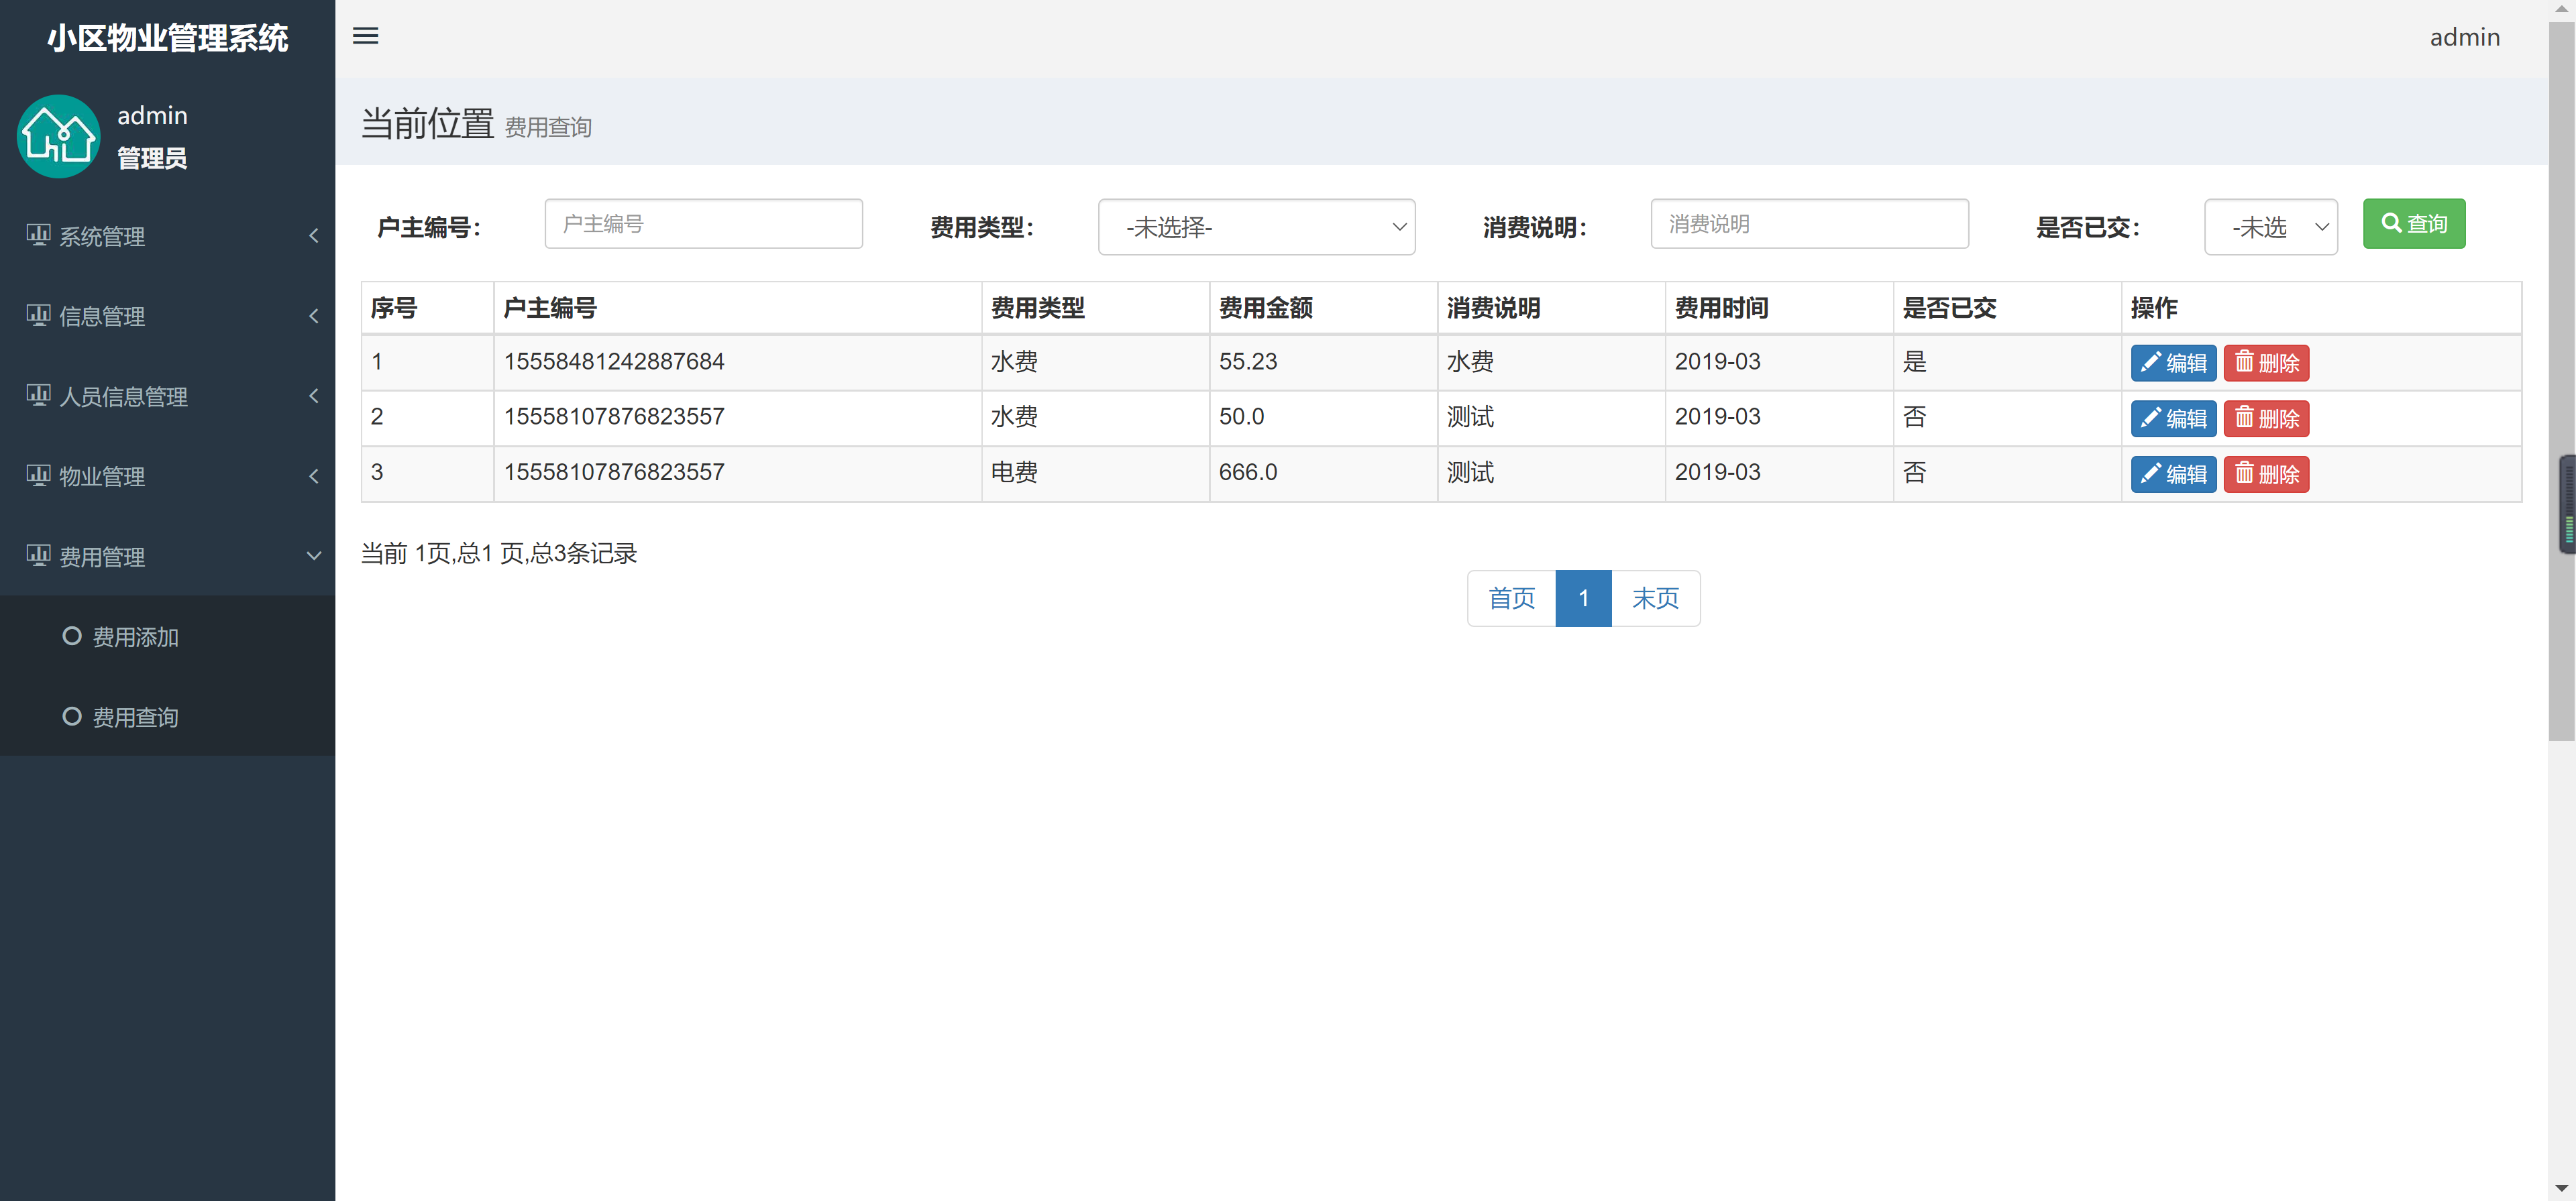 小区物业管理系统
admin
admin
管理员
系统管理
信息管理
人员信息管理
物业管理
费用管理
费用添加
费用查询
当前位置 费用查询
户主编号： 户主编号 费用类型： -未选择- 消费说明： 消费说明 是否已交： -未选 查询
序号 户主编号 费用类型 费用金额 消费说明 费用时间 是否已交 操作
1 15558481242887684 水费 55.23 水费 2019-03 是 编辑 删除
2 15558107876823557 水费 50.0 测试 2019-03 否 编辑 删除
3 15558107876823557 电费 666.0 测试 2019-03 否 编辑 删除
当前 1页,总1 页,总3条记录
首页 1 末页